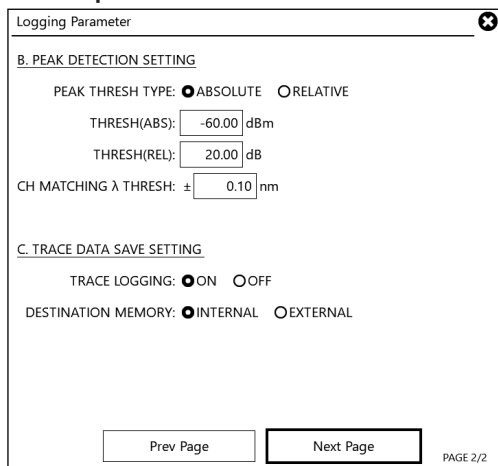 Logging Parameter
B. PEAK DETECTION SETTING
PEAK THRESH TYPE: ABSOLUTE RELATIVE
THRESH(ABS): -60.00 dBm
THRESH(REL): 20.00 dB
CH MATCHING λ THRESH: ± 0.10 nm
C. TRACE DATA SAVE SETTING
TRACE LOGGING: ON OFF
DESTINATION MEMORY: INTERNAL EXTERNAL
Prev Page Next Page PAGE 2/2